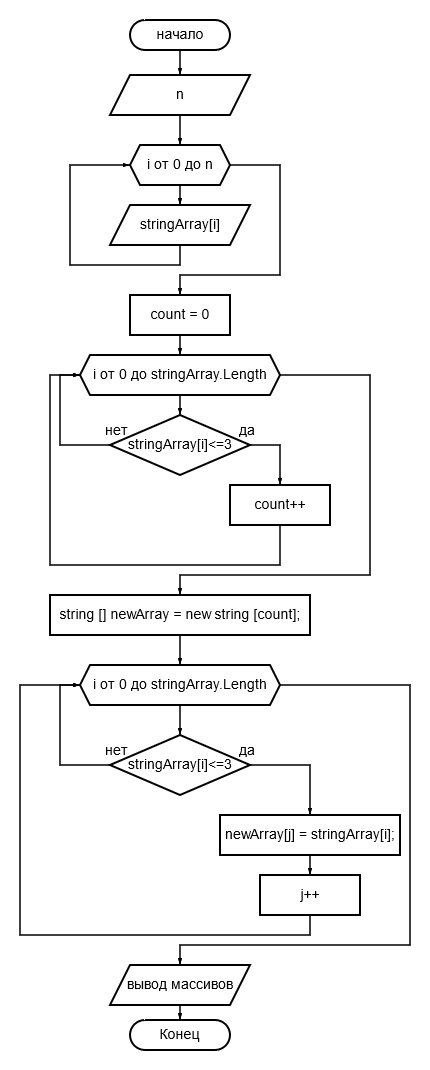 начало
n
i от 0 до n
stringArray[i]
count = 0
i от 0 до stringArray.Length
нет
да
stringArray[i]<=3
count++
string [] newArray = new string [count];
i от 0 до stringArray.Length
нет
да
stringArray[i]<=3
newArray[j] = stringArray[i];
j++
вывод массивов
Конец